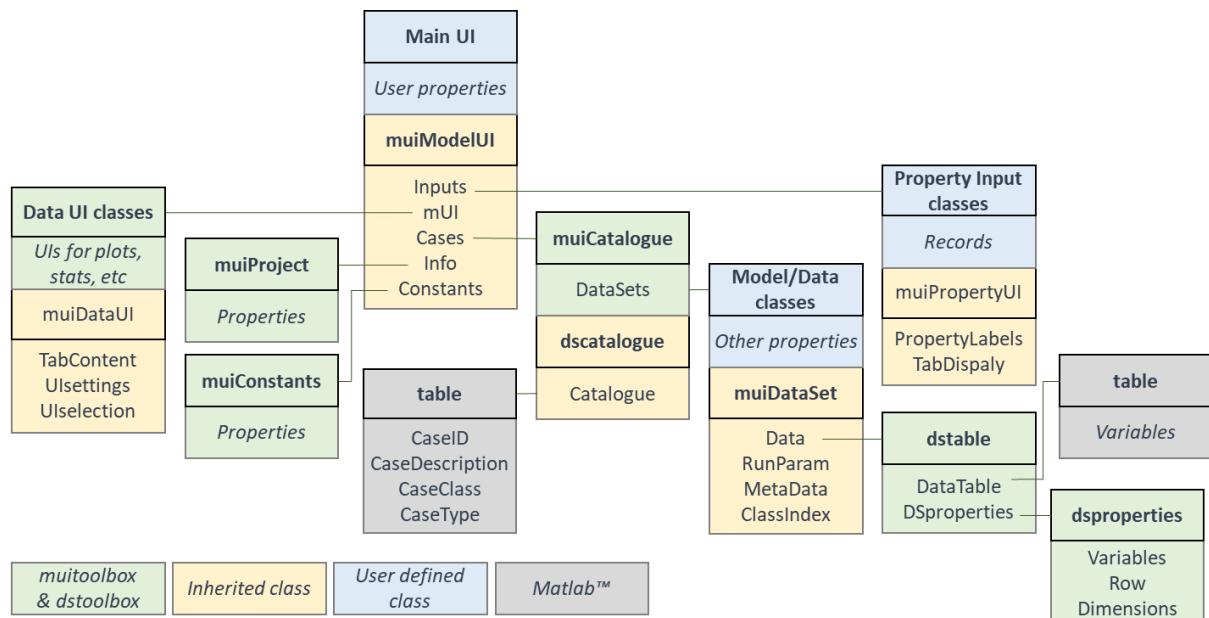 Main UI
User properties
muiModelUI
Inputs
mUI
Cases
Info
Constants
Data UI classes
UIs for plots,
stats, etc
muiDataUI
TabContent
UIsettings
UIselection
muiProject
Properties
muiConstants
Properties
table
CaseID
CaseDescription
CaseClass
CaseType
muiCatalogue
DataSets
dscatalogue
Catalogue
Model/Data
classes
Other properties
muiDataSet
Data
RunParam
MetaData
ClassIndex
Property Input
classes
Records
muiPropertyUI
PropertyLabels
TabDispaly
dstable
DataTable
DSproperties
table
Variables
dsproperties
Variables
Row
Dimensions
muitoolbox
& dstoolbox
Inherited class
User defined
class
Matlab™